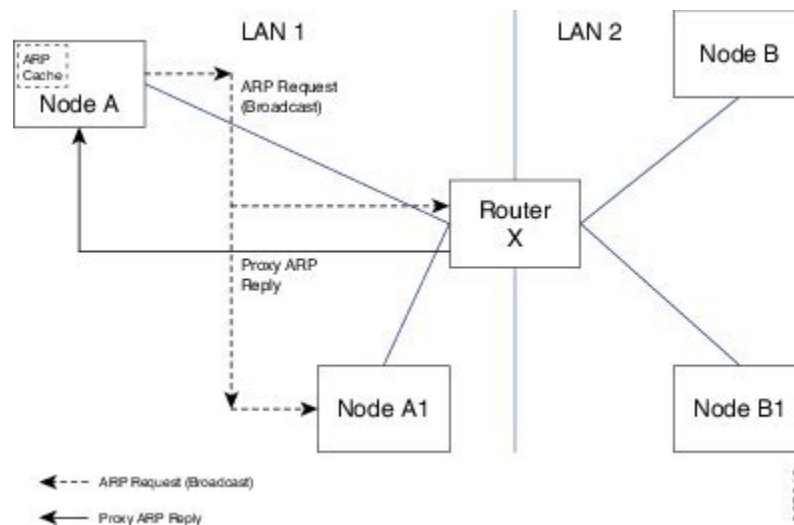 LAN 1
LAN 2
ARP
Cache
Node A
ARP Request
(Broadcast)
Node B
Router
X
Proxy ARP
Reply
Node A1
Node B1
ARP Request (Broadcast)
Proxy ARP Reply